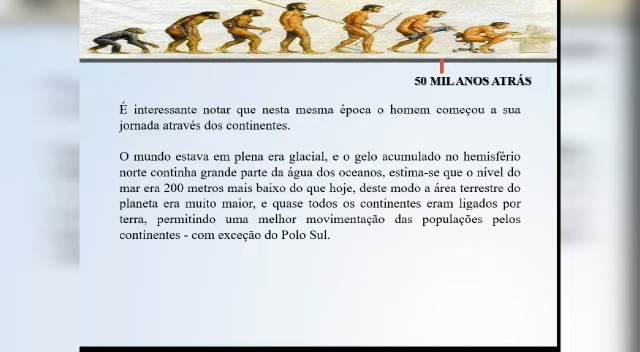 50 MIL ANOS ATRÁS
É interessante notar que nesta mesma época o homem começou a sua
jornada através dos continentes.
O mundo estava em plena era glacial, e o gelo acumulado no hemisfério
norte continha grande parte da água dos oceanos, estima-se que o nível do
mar era 200 metros mais baixo do que hoje, deste modo a área terrestre do
planeta era muito maior, e quase todos os continentes eram ligados por
terra, permitindo uma melhor movimentação das populações pelos
continentes - com exceção do Polo Sul.